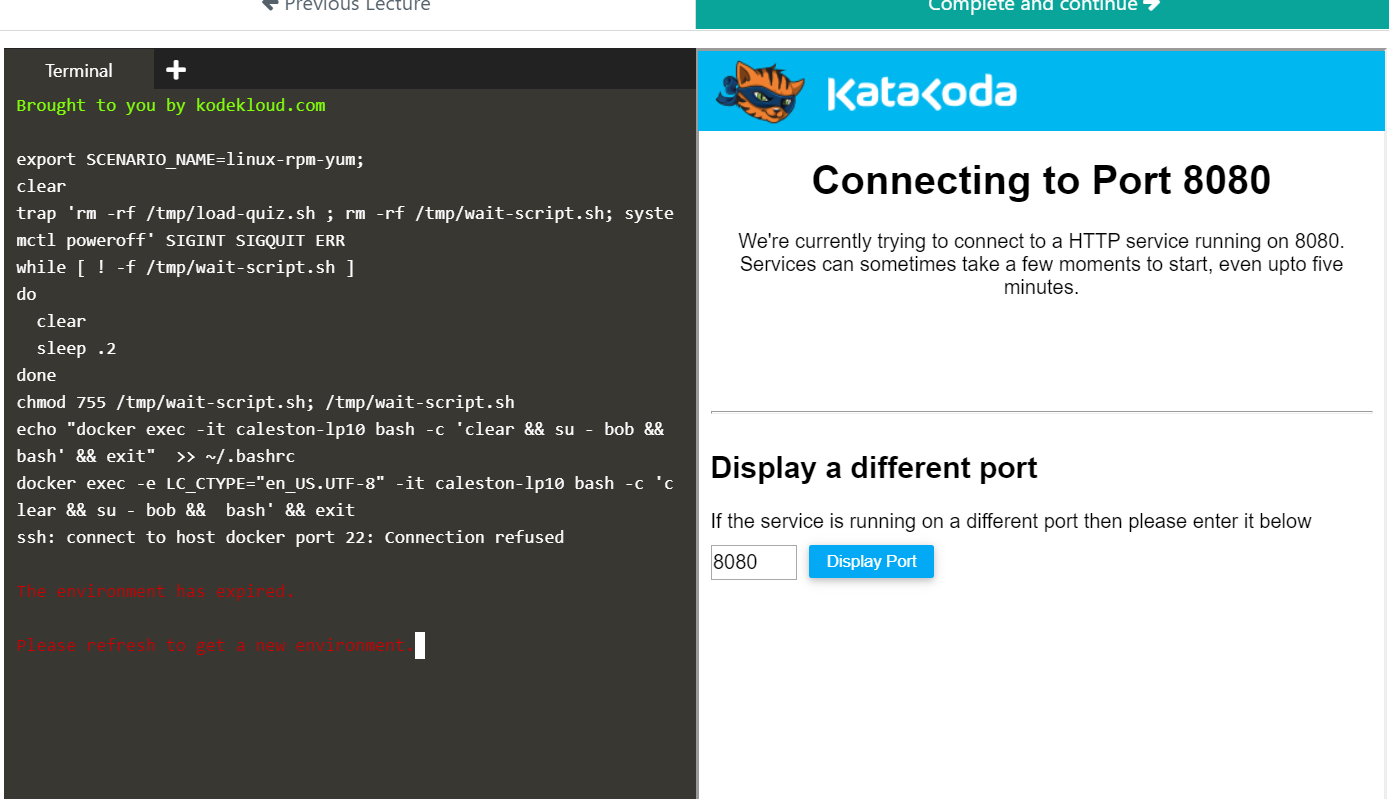 Previous Lecture
Complete and continue
Terminal
Brought to you by kodekloud.com
export SCENARIO_NAME=linux-rpm-yum;
clear
trap 'rm -rf /tmp/load-quiz.sh ; rm -rf /tmp/wait-script.sh; syste
mctl poweroff' SIGINT SIGQUIT ERR
while [ ! -f /tmp/wait-script.sh ]
do
  clear
  sleep .2
done
chmod 755 /tmp/wait-script.sh; /tmp/wait-script.sh
echo "docker exec -it caleston-lp10 bash -c 'clear && su - bob &&
bash' && exit"  >> ~/.bashrc
docker exec -e LC_CTYPE="en_US.UTF-8" -it caleston-lp10 bash -c 'c
lear && su - bob &&  bash' && exit
ssh: connect to host docker port 22: Connection refused
The environment has expired.
Please refresh to get a new environment.
Katakoda
Connecting to Port 8080
We're currently trying to connect to a HTTP service running on 8080.
Services can sometimes take a few moments to start, even upto five
minutes.
Display a different port
If the service is running on a different port then please enter it below
8080
Display Port